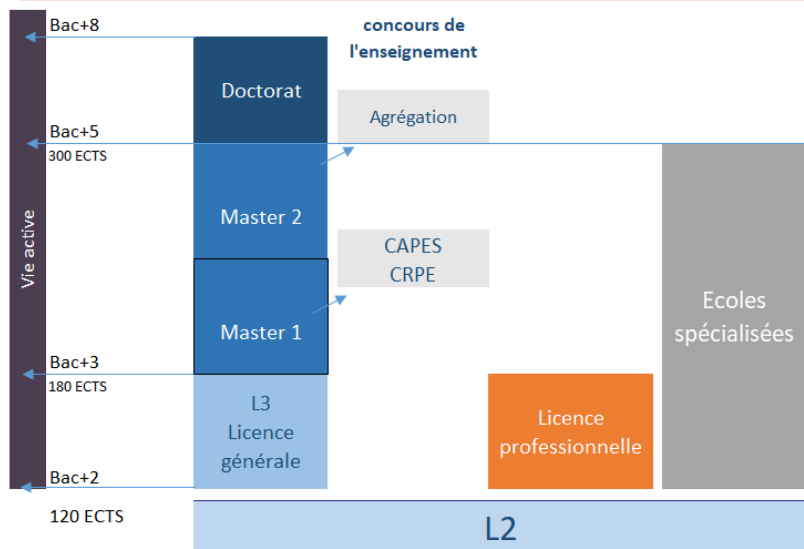 Bac+8
concours de
l'enseignement
Doctorat
Agrégation
Bac+5
300 ECTS
Master 2
CAPES
CRPE
Vie active
Ecoles
spécialisées
Master 1
Bac+3
180 ECTS
L3
Licence
générale
Licence
professionnelle
Bac+2
120 ECTS
L2